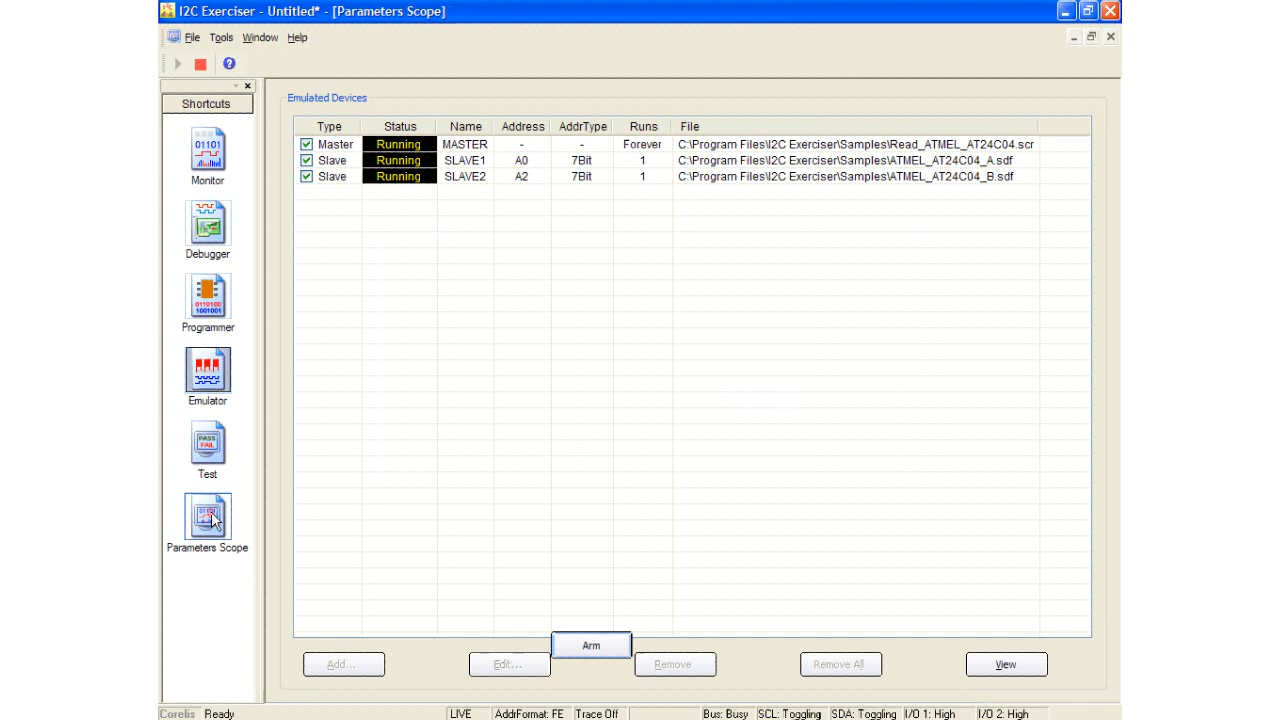 I2C Exerciser - Untitled* - [Parameters Scope]
File Tools Window Help
Shortcuts
Monitor
Debugger
Programmer
Emulator
Test
Parameters Scope
Emulated Devices
Type Status Name Address AddrType Runs File
Master Running MASTER - - Forever C:\Program Files\I2C Exerciser\Samples\Read_ATMEL_AT24C04.scr
Slave Running SLAVE1 A0 7Bit 1 C:\Program Files\I2C Exerciser\Samples\ATMEL_AT24C04_A.sdf
Slave Running SLAVE2 A2 7Bit 1 C:\Program Files\I2C Exerciser\Samples\ATMEL_AT24C04_B.sdf
Arm
Add... Edit... Remove Remove All View
Corelis Ready LIVE AddrFormat: FE Trace Off Bus: Busy SCL: Toggling SDA: Toggling I/O 1: High I/O 2: High